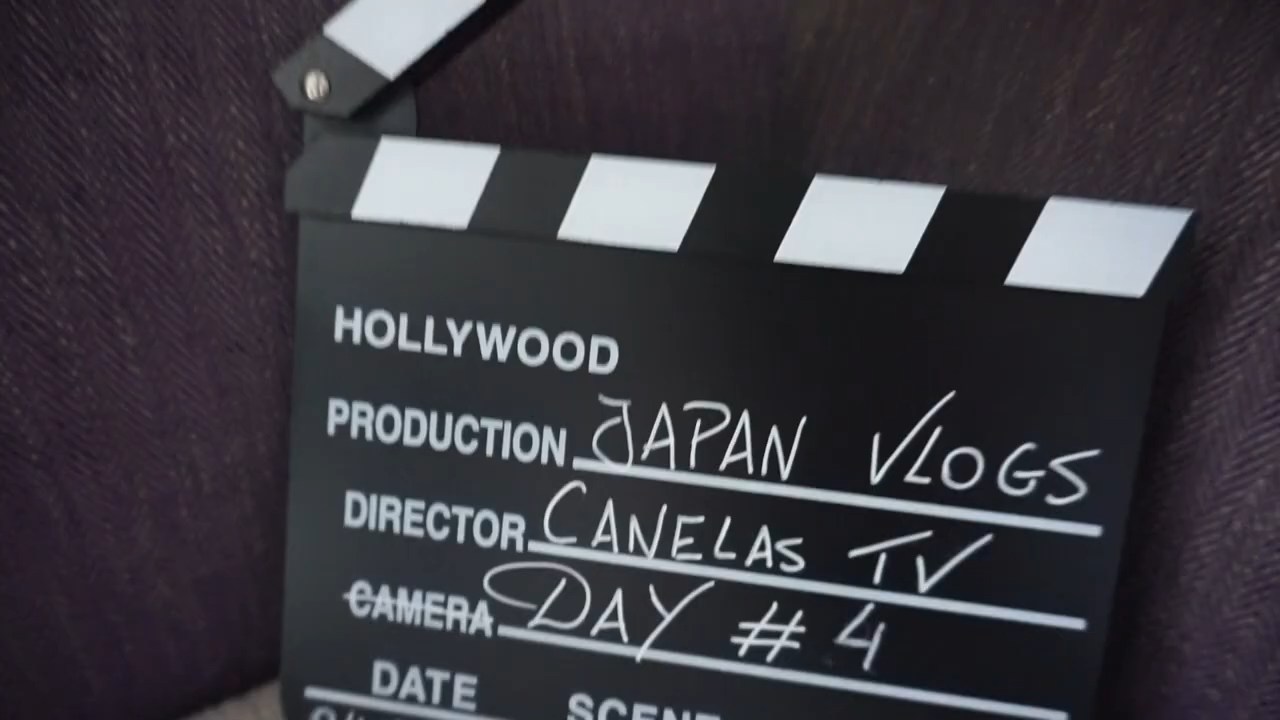 HOLLYWOOD
PRODUCTION JAPAN VLOGS
DIRECTOR CANELAS TV
CAMERA DAY # 4
DATE SCENE